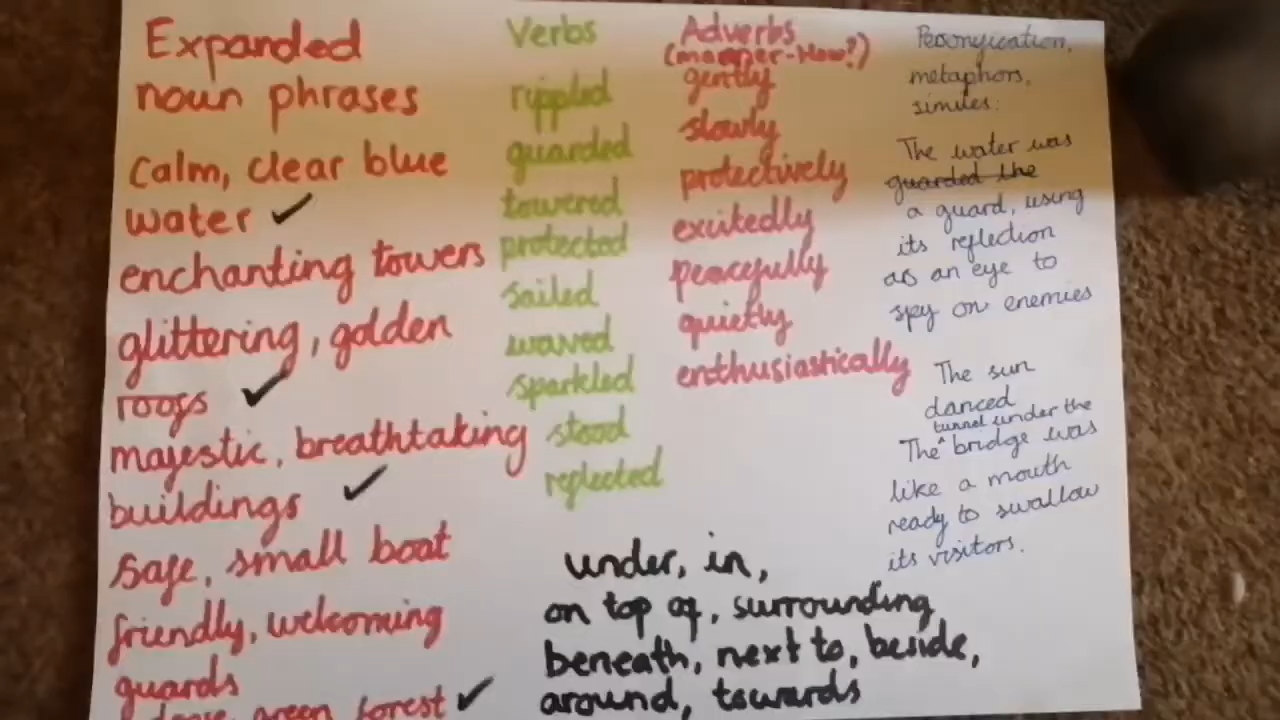 Expanded
noun phrases
calm, clear blue
water ✓
enchanting towers
glittering, golden
roofs ✓
majestic, breathtaking
buildings ✓
safe, small boat
friendly, welcoming
guards
green forest ✓
Verbs
rippled
guarded
towered
protected
sailed
waved
sparkled
stood
reflected
Adverbs
(manner-How?)
gently
slowly
protectively
excitedly
peacefully
quietly
enthusiastically
Personification,
metaphors,
similes:
The water was
guarded the
a guard, using
its reflection
as an eye to
spy on enemies
The sun
danced
tunnel under the
The ^ bridge was
like a mouth
ready to swallow
its visitors.
under, in,
on top of, surrounding
beneath, next to, beside,
around, towards